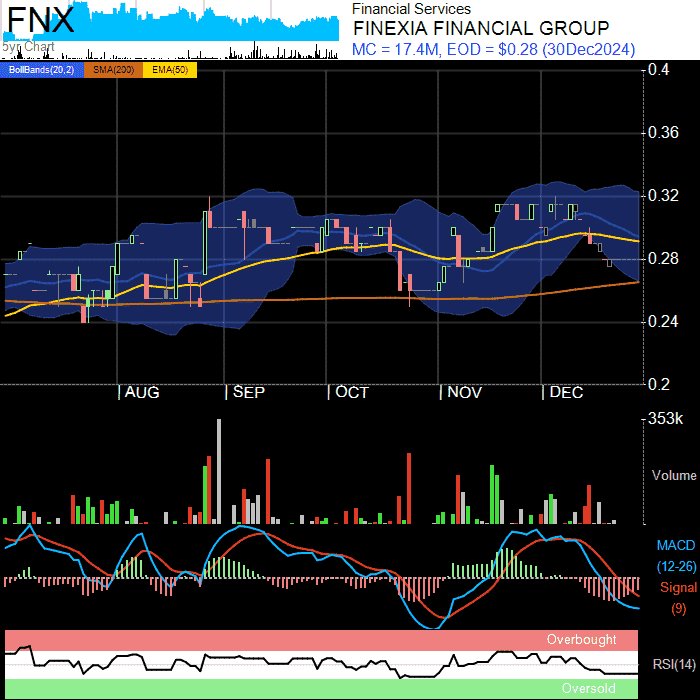 FNX
5yr Chart
Financial Services
FINEXIA FINANCIAL GROUP
MC = 17.4M, EOD = $0.28 (30Dec2024)
BollBands(20,2) SMA(200) EMA(50)
0.4
0.36
0.32
0.28
0.24
0.2
AUG SEP OCT NOV DEC
353k
Volume
MACD
(12-26)
Signal
(9)
Overbought
RSI(14)
Oversold